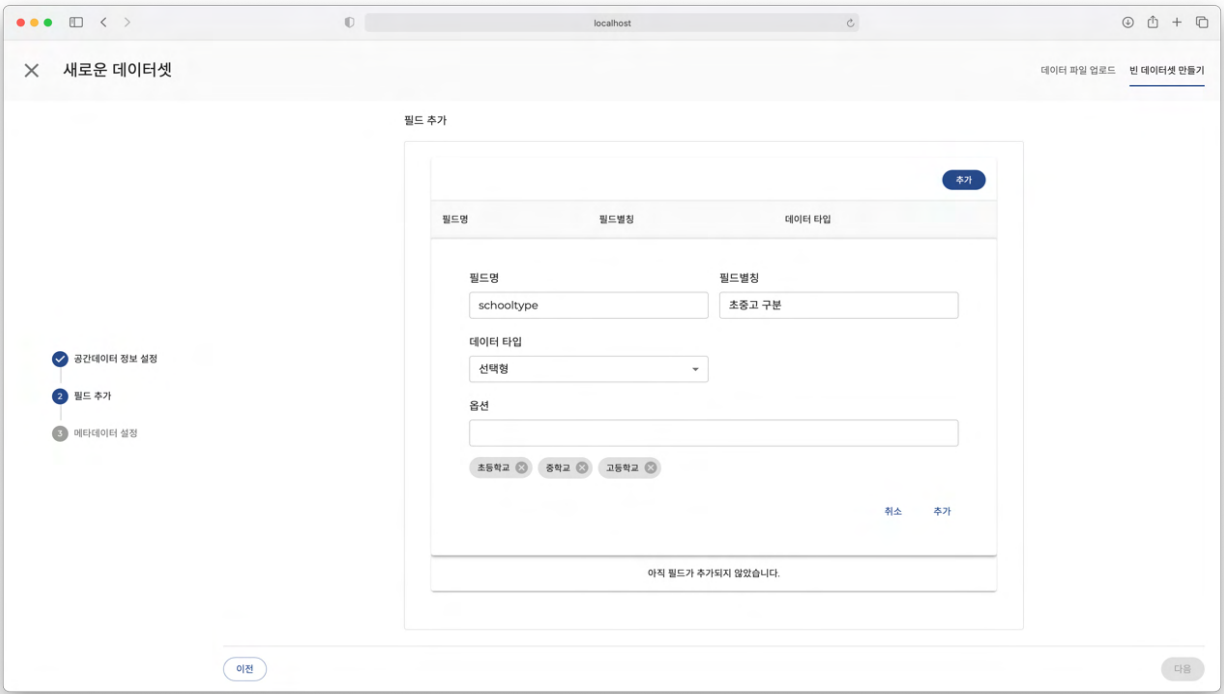 localhost
새로운 데이터셋
데이터 파일 업로드 빈 데이터셋 만들기
필드 추가
추가
필드명 필드별칭 데이터 타입
필드명 필드별칭
schooltype 초중고 구분
데이터 타입
선택형
옵션
초등학교 중학교 고등학교
취소 추가
아직 필드가 추가되지 않았습니다.
공간데이터 정보 설정
2 필드 추가
3 메타데이터 설정
이전 다음